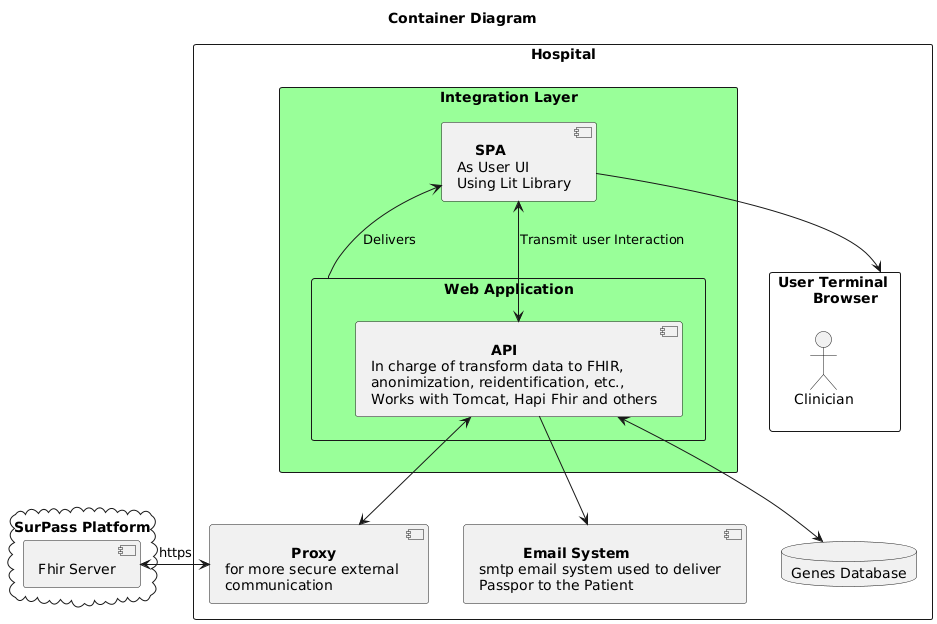 Container Diagram
Hospital
Integration Layer
SPA
As User UI
Using Lit Library
Delivers
Transmit user Interaction
User Terminal
Browser
Web Application
API
In charge of transform data to FHIR,
anonimization, reidentification, etc.,
Works with Tomcat, Hapi Fhir and others
Clinician
SurPass Platform
Fhir Server
https
Proxy
for more secure external
communication
Email System
smtp email system used to deliver
Passpor to the Patient
Genes Database